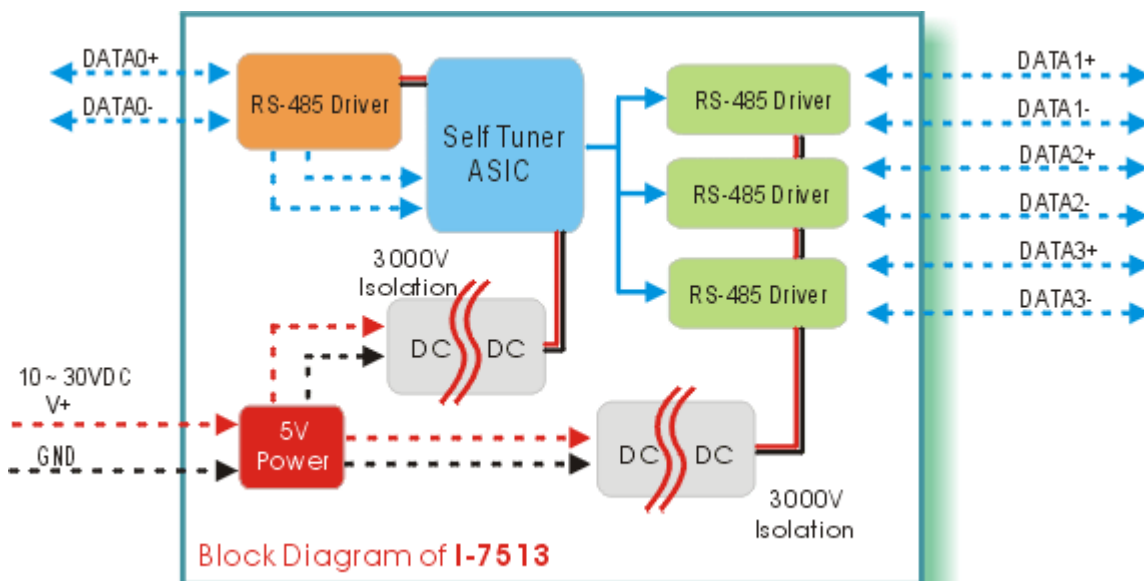 DATA0+
DATA0-
RS-485 Driver
Self Tuner
ASIC
RS-485 Driver
RS-485 Driver
RS-485 Driver
DATA1+
DATA1-
DATA2+
DATA2-
DATA3+
DATA3-
3000V
Isolation
DC DC
10~30VDC
V+
GND
5V
Power
DC DC
3000V
Isolation
Block Diagram of I-7513